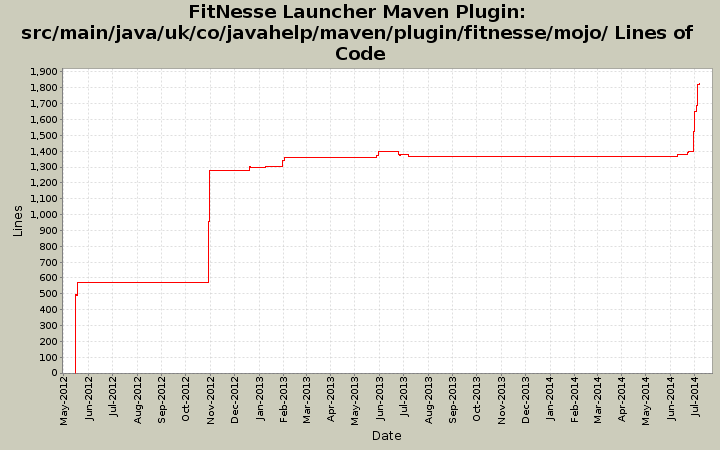 FitNesse Launcher Maven Plugin:
src/main/java/uk/co/javahelp/maven/plugin/fitnesse/mojo/ Lines of
Code
1,900
1,800
1,700
1,600
1,500
1,400
1,300
1,200
1,100
1,000
900
800
700
600
500
400
300
200
100
0
Lines
May-2012
Jun-2012
Jul-2012
Aug-2012
Sep-2012
Oct-2012
Nov-2012
Dec-2012
Jan-2013
Feb-2013
Mar-2013
Apr-2013
May-2013
Jun-2013
Jul-2013
Aug-2013
Sep-2013
Oct-2013
Nov-2013
Dec-2013
Jan-2014
Feb-2014
Mar-2014
Apr-2014
May-2014
Jun-2014
Jul-2014
Date